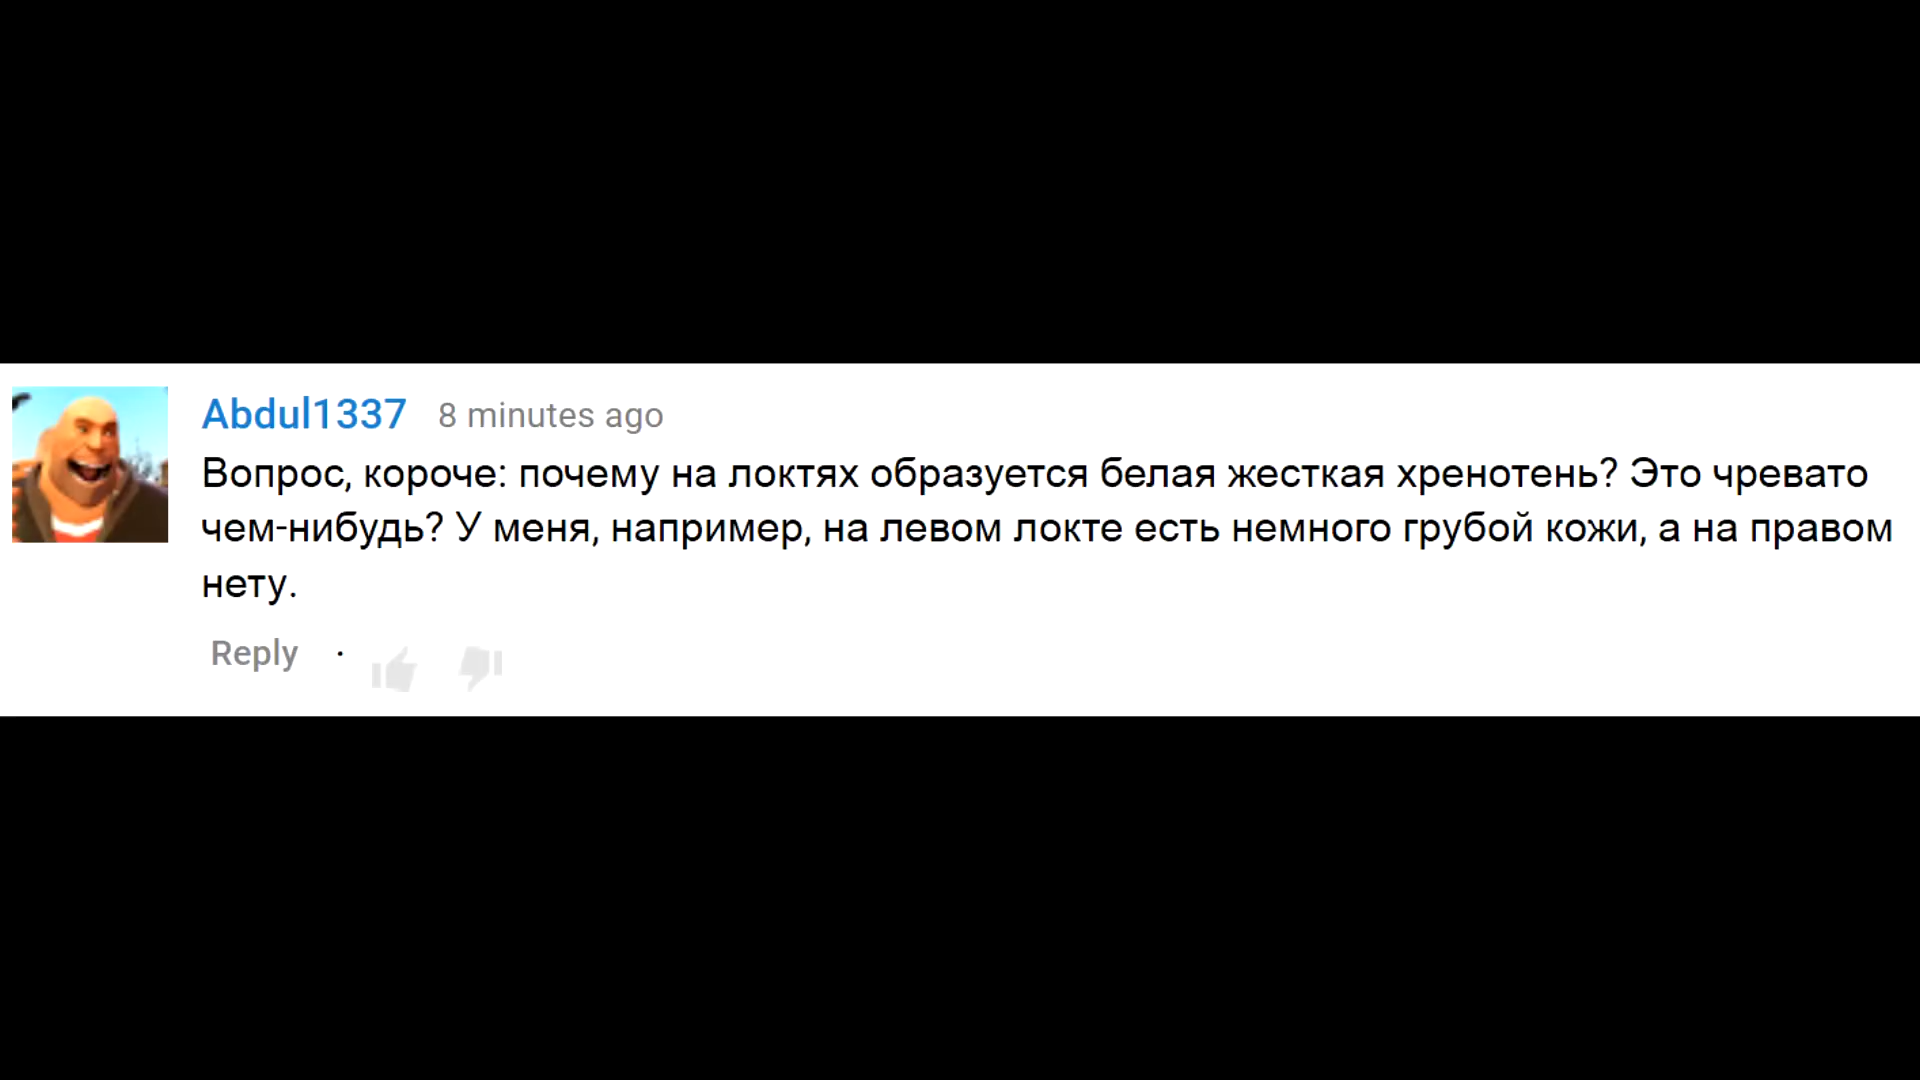 Abdul1337 8 minutes ago
Вопрос, короче: почему на локтях образуется белая жесткая хренотень? Это чревато
чем-нибудь? У меня, например, на левом локте есть немного грубой кожи, а на правом
нету.
Reply ·